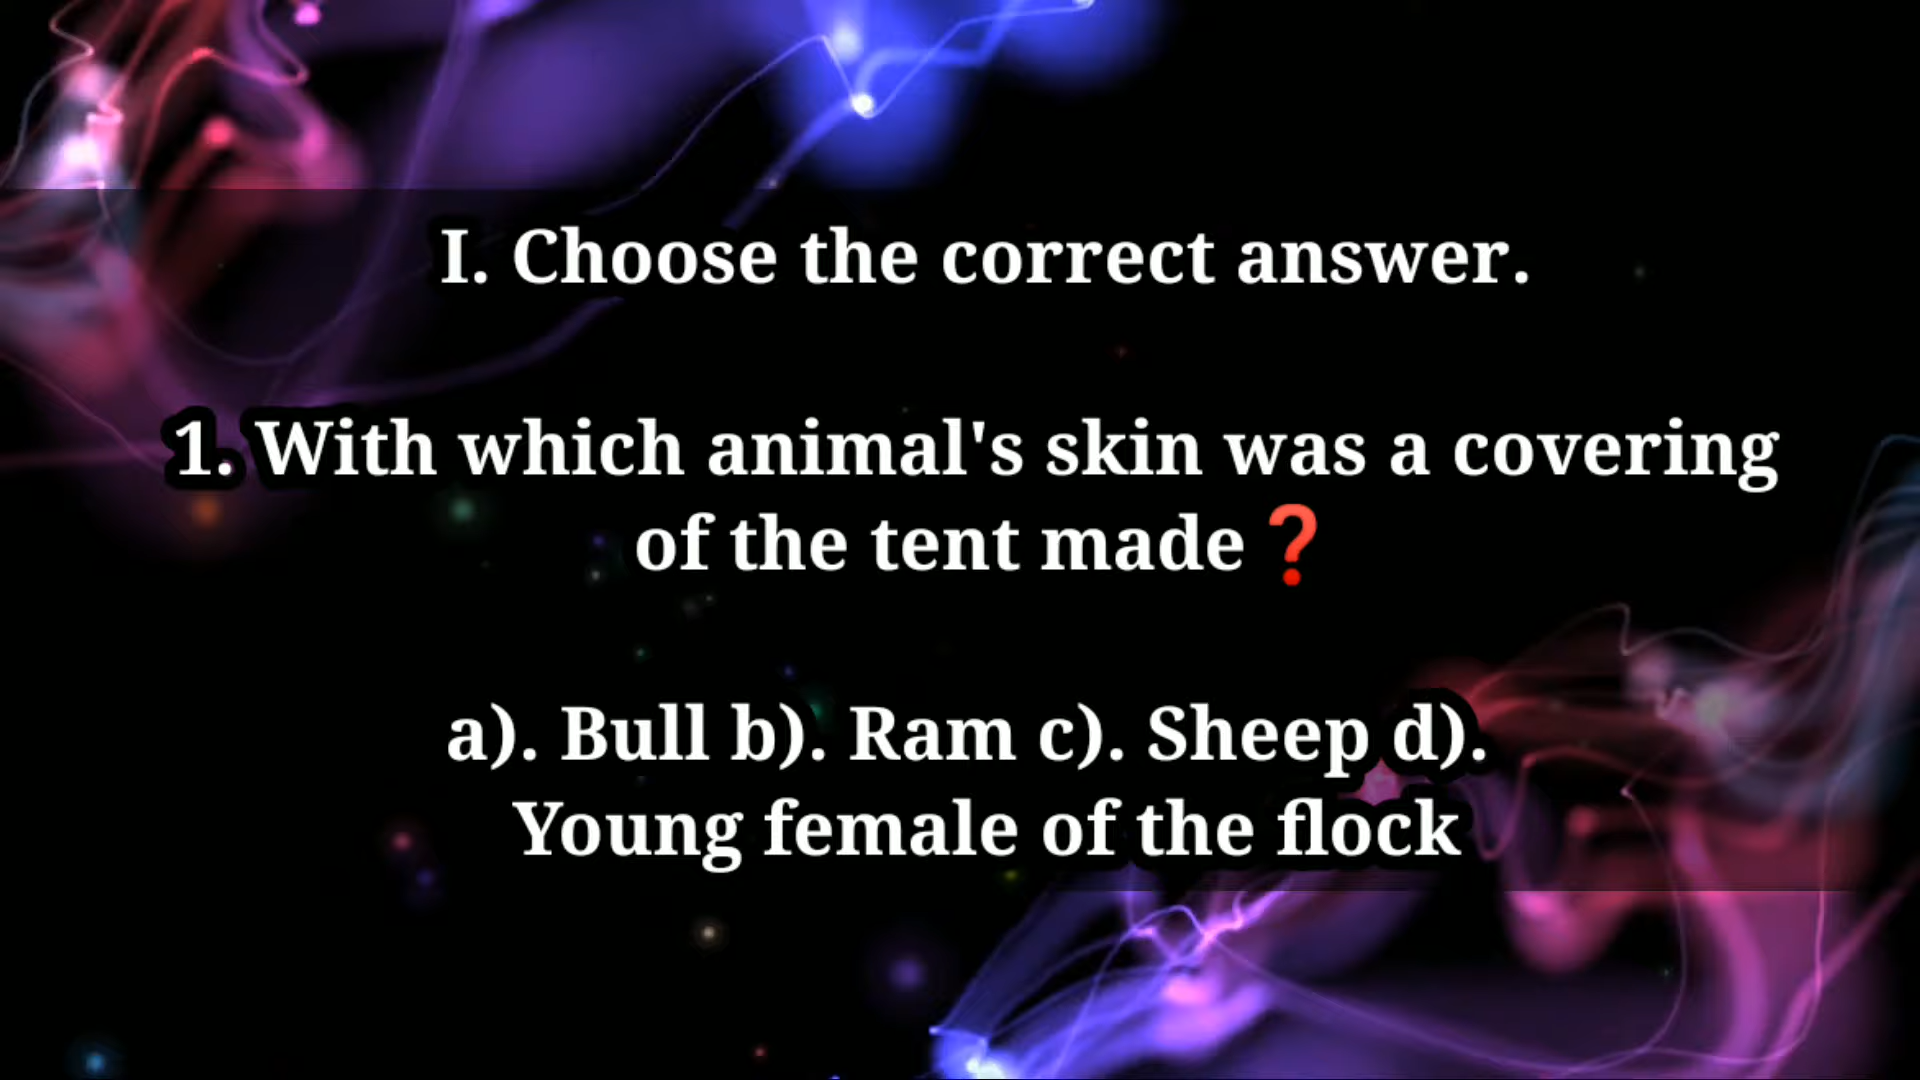 I. Choose the correct answer.
1. With which animal's skin was a covering
of the tent made❓
a). Bull b). Ram c). Sheep d).
Young female of the flock